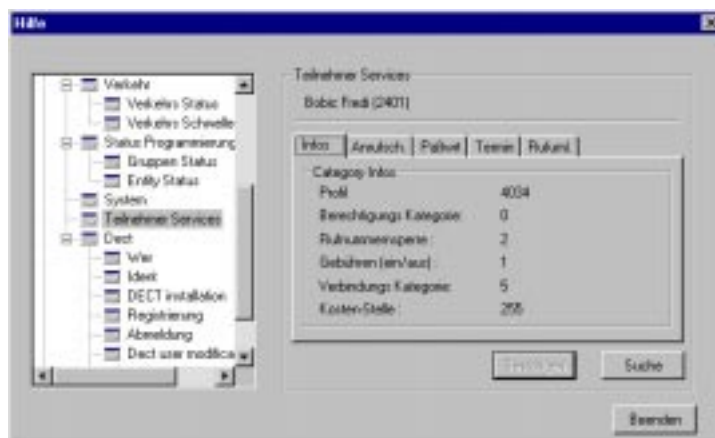 Hilfe
Verkehr
Verkehrs Status
Verkehrs Schwelle
Status Programmierung
Gruppen Status
Entity Status
System
Teilnehmer Services
Dect
Wer
Ident
DECT installation
Registrierung
Abmeldung
Dect user modifica
Teilnehmer Services
Bobic Fredi (2401)
Infos Anrufsch. Paßwrt Termin Rufuml.
Category Infos
Profil 4034
Berechtigungs Kategorie: 0
Rufnummernsperre : 2
Gebühren (ein/aus) : 1
Verbindungs Kategorie: 5
Kosten-Stelle : 255
Suche
Beenden